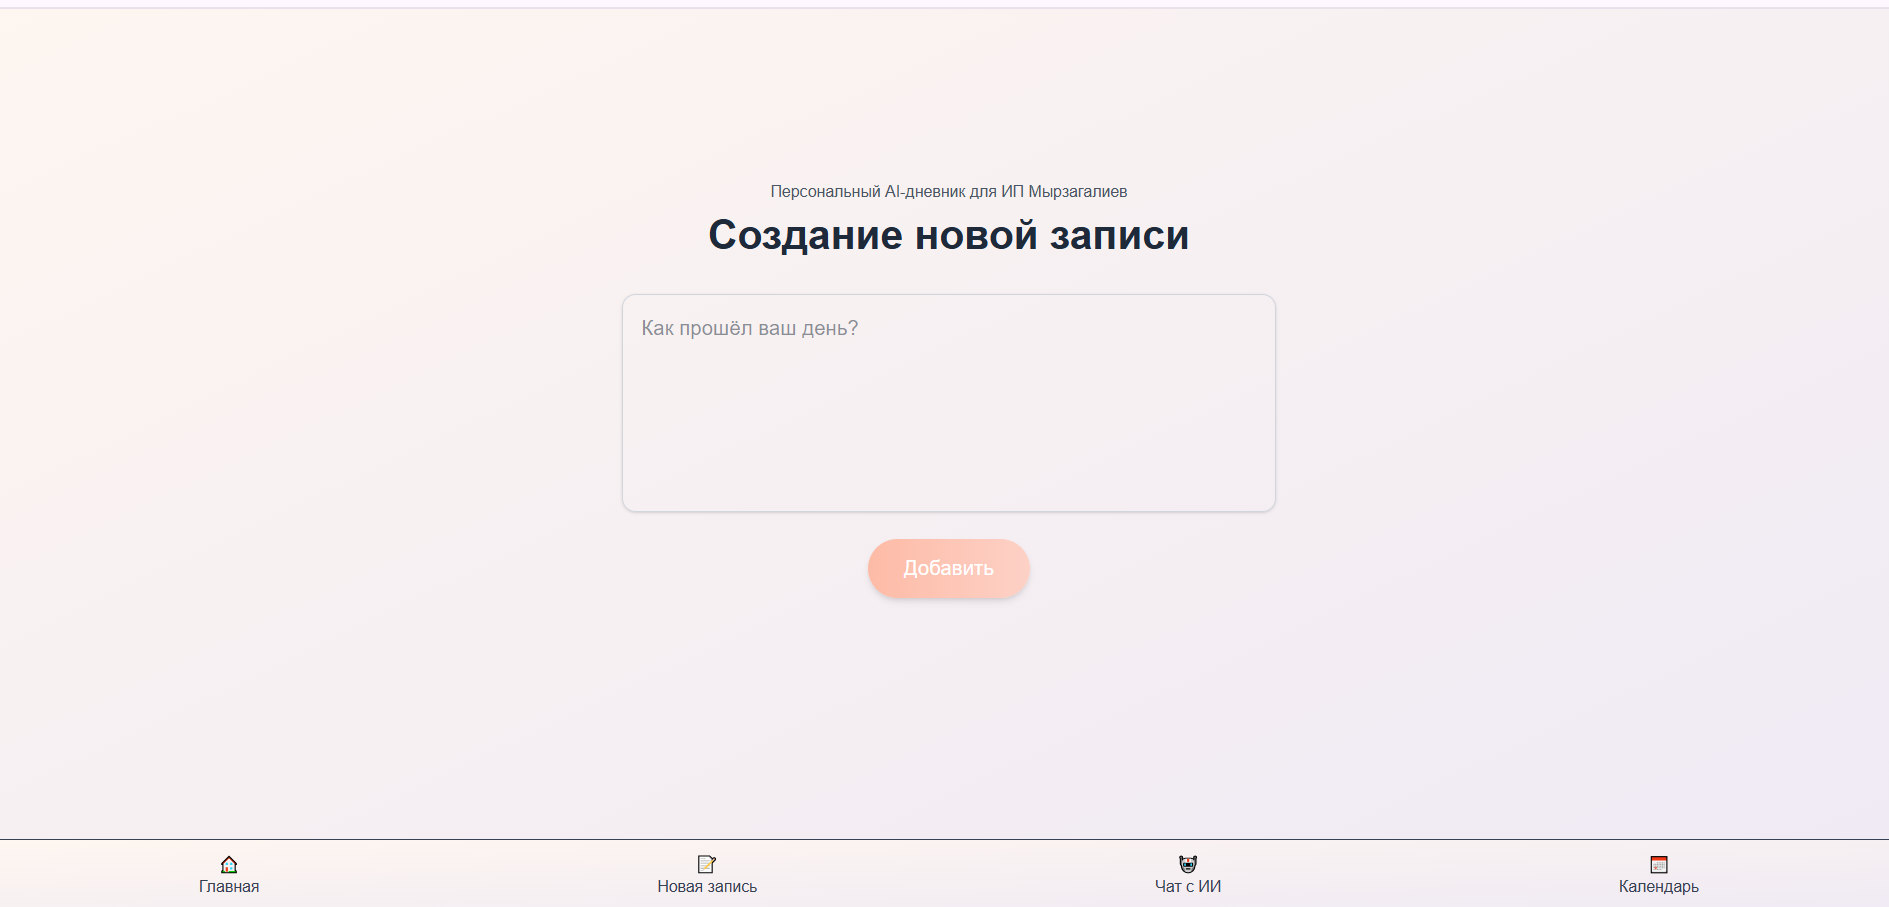 Персональный AI-дневник для ИП Мырзагалиев
Создание новой записи
Как прошёл ваш день?
Добавить
Главная
Новая запись
Чат с ИИ
Календарь